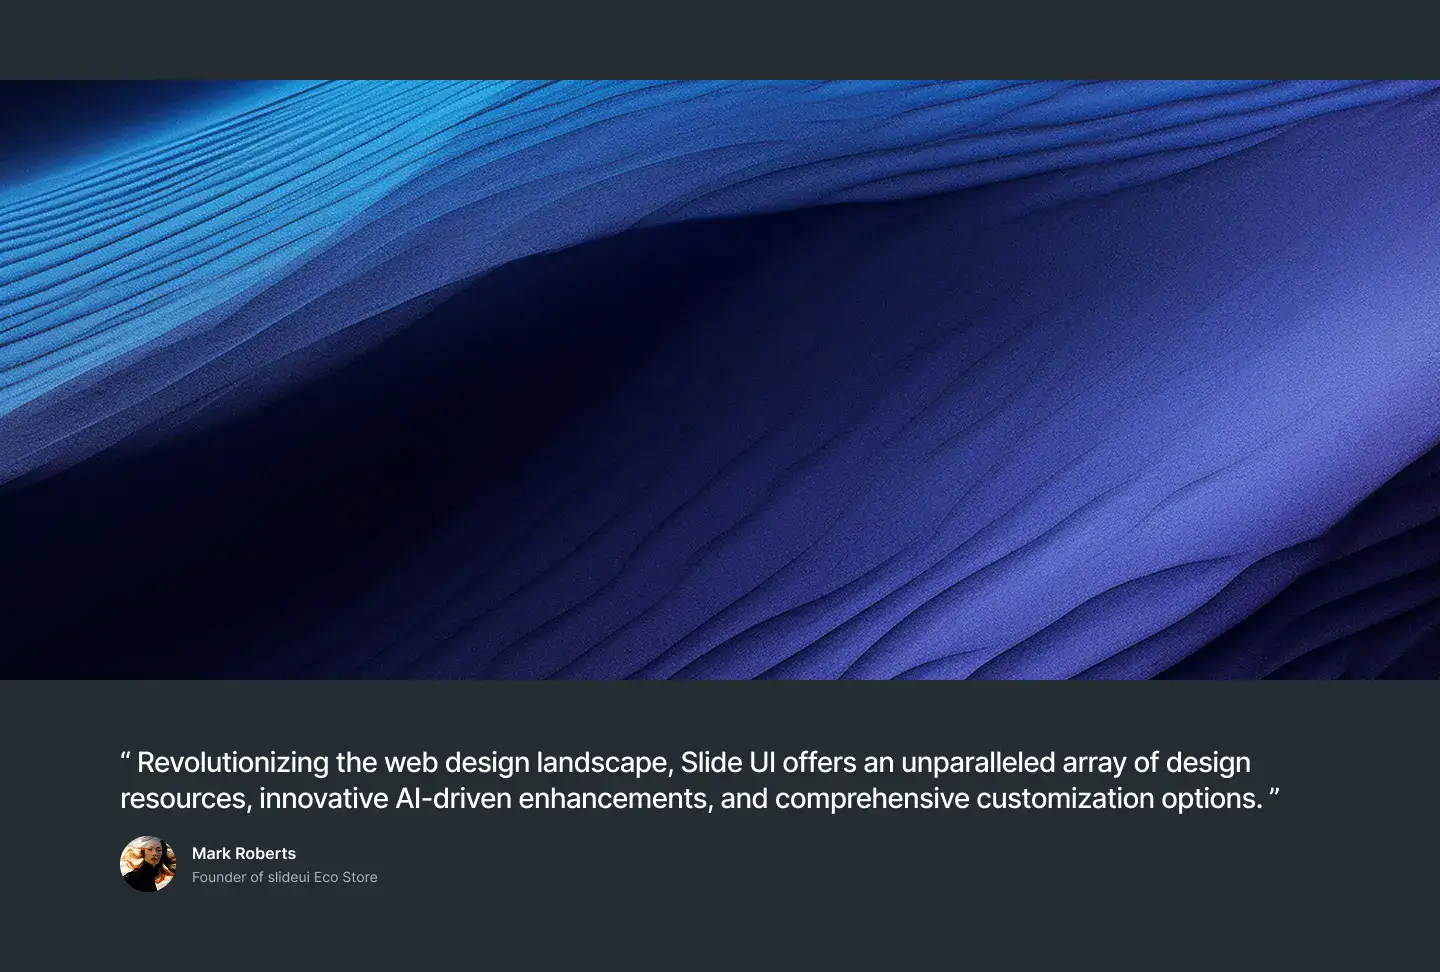 “ Revolutionizing the web design landscape, Slide UI offers an unparalleled array of design
resources, innovative AI-driven enhancements, and comprehensive customization options. ”
Mark Roberts
Founder of slideui Eco Store